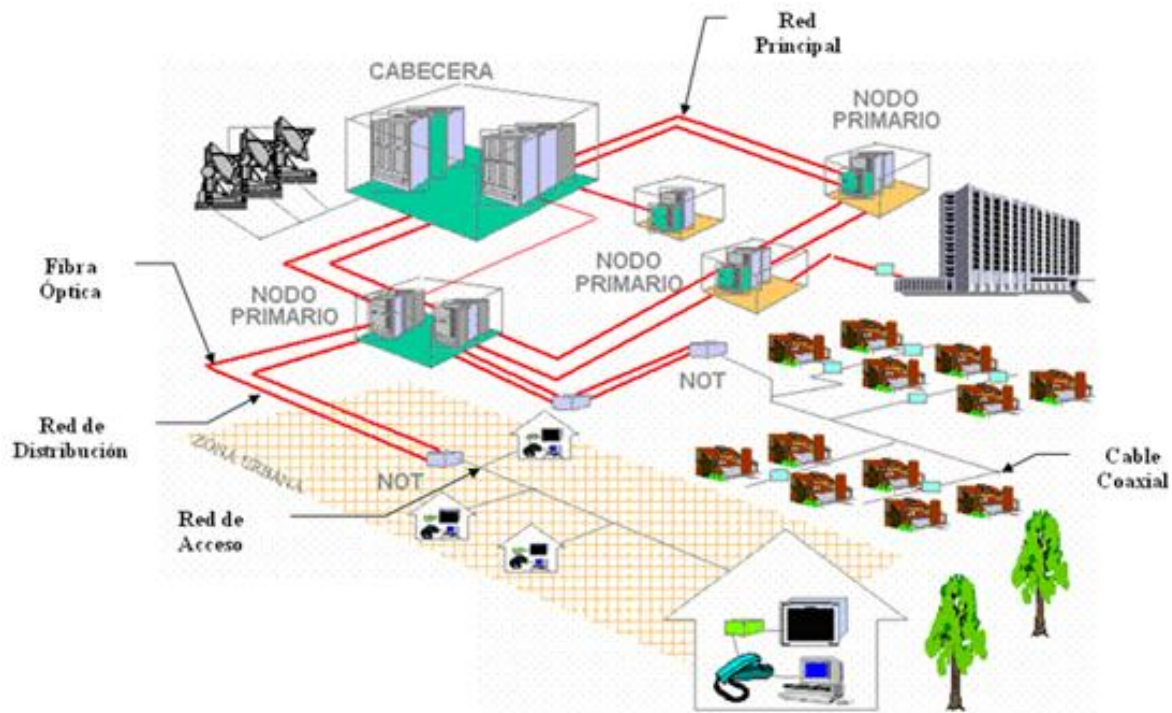 Red
Principal
CABECERA
NODO
PRIMARIO
Fibra
Óptica
NODO
PRIMARIO
NODO
PRIMARIO
NOT
Red de
Distribución
ZONA URBANA
NOT
Cable
Coaxial
Red de
Acceso